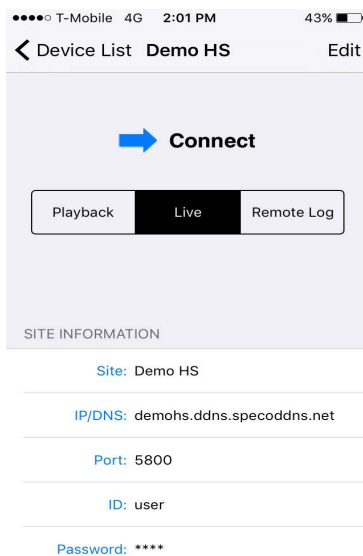 T-Mobile 4G 2:01 PM 43%
Device List Demo HS Edit
Connect
Playback Live Remote Log
SITE INFORMATION
Site: Demo HS
IP/DNS: demohs.ddns.specoddns.net
Port: 5800
ID: user
Password: ****